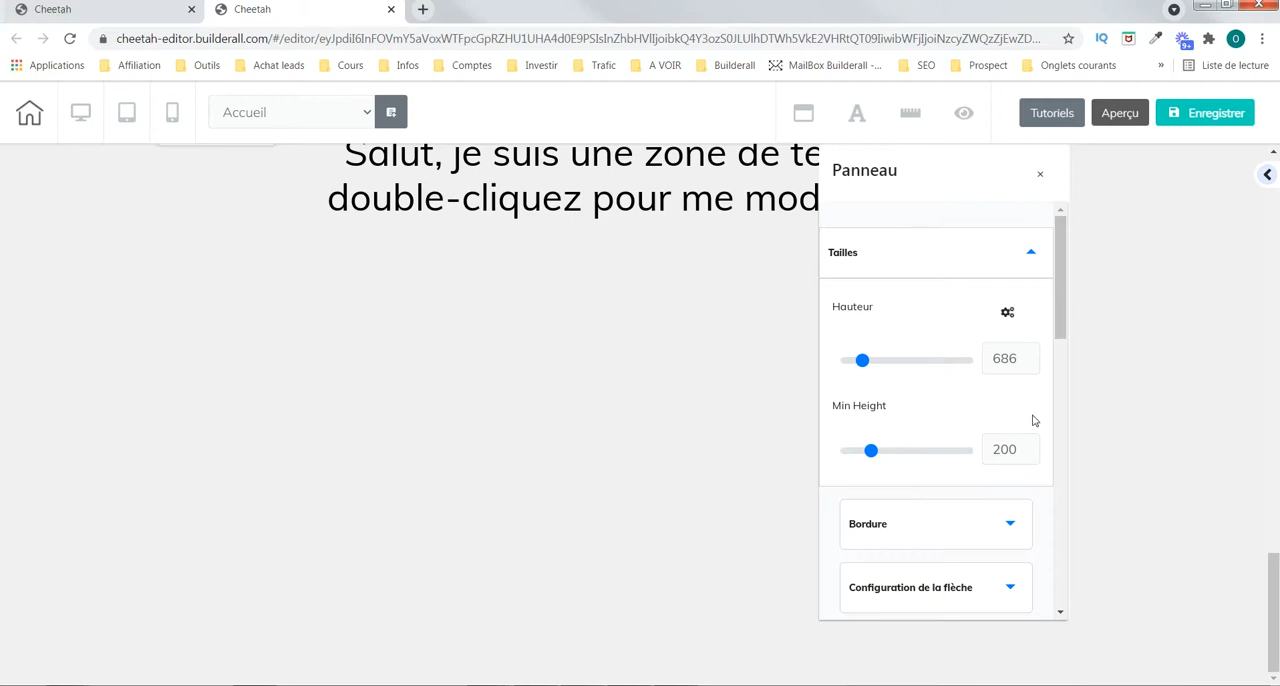 Cheetah
Cheetah
cheetah-editor.builderall.com/#/editor/
IQ
9+
O
Applications
Affiliation
Outils
Achat leads
Cours
Infos
Comptes
Investir
Trafic
A VOIR
Builderall
MailBox Builderall -...
SEO
Prospect
Onglets courants
»
Liste de lecture
Accueil
Tutoriels
Aperçu
Enregistrer
Salut, je suis une zone de te
double-cliquez pour me mod
Panneau
×
Tailles
Hauteur
686
Min Height
200
Bordure
Configuration de la flèche